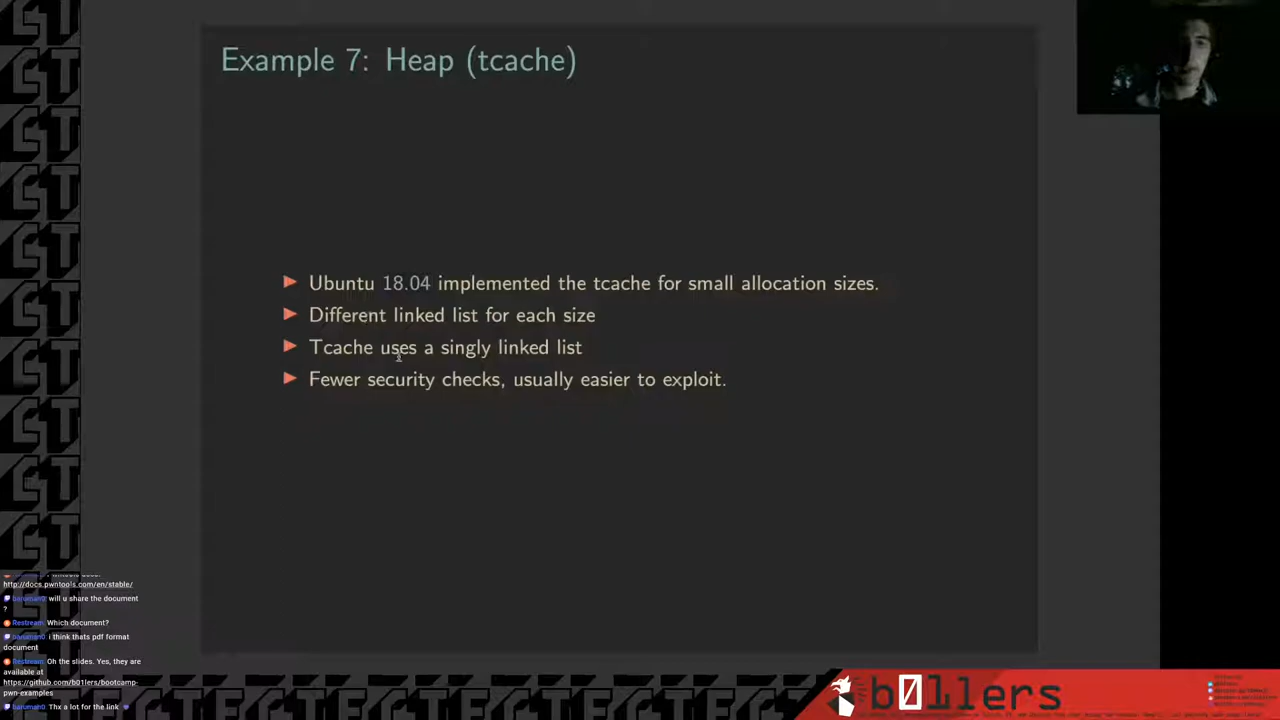 Example 7: Heap (tcache)
Ubuntu 18.04 implemented the tcache for small allocation sizes.
Different linked list for each size
Tcache uses a singly linked list
Fewer security checks, usually easier to exploit.
http://docs.pwntools.com/en/stable/
baruman0: will u share the document
?
Restream: Which document?
baruman0: i think thats pdf format
document
Restream: Oh the slides. Yes, they are
available at
https://github.com/b01lers/bootcamp-
pwn-examples
baruman0: Thx a lot for the link
b01lers